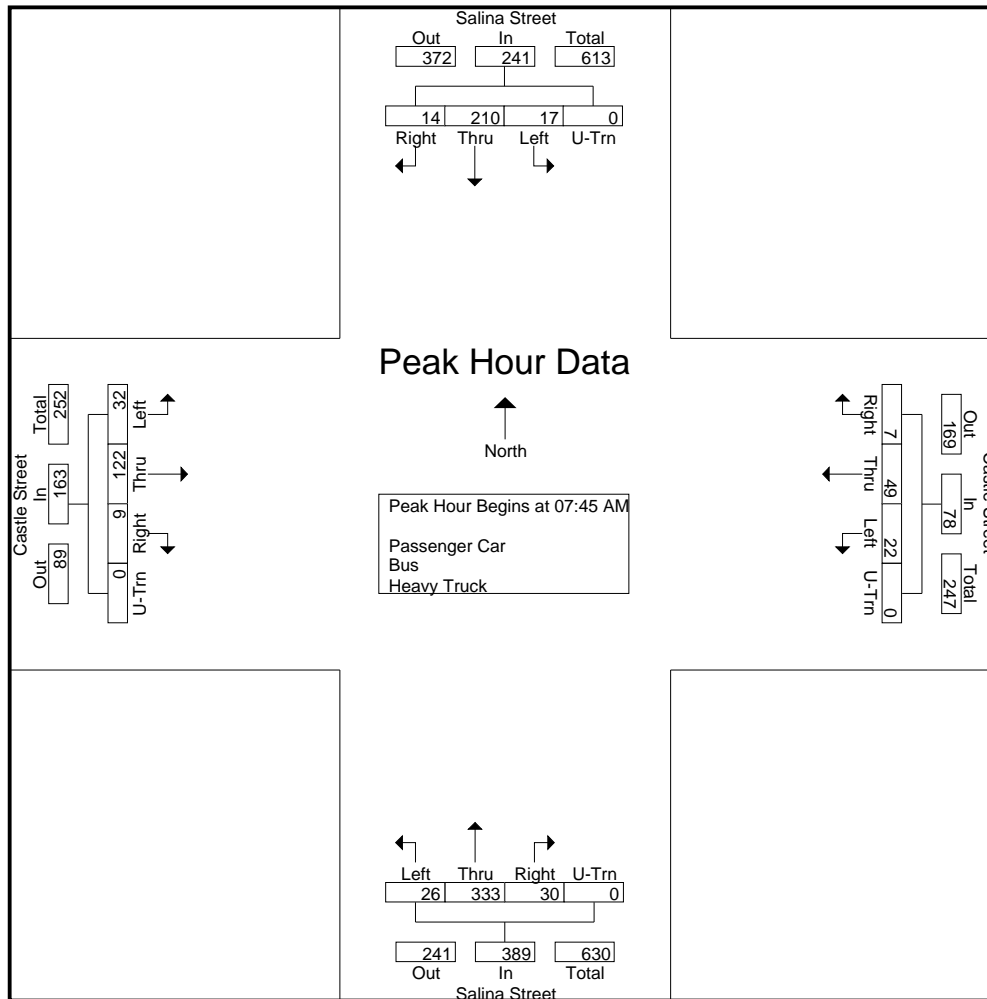 Salina Street
Out In Total
372 241 613
14 210 17 0
Right Thru Left U-Trn
Peak Hour Data
North
Peak Hour Begins at 07:45 AM
Passenger Car
Bus
Heavy Truck
Castle Street
Total In Out
252 163 89
32 122 9 0
Left Thru Right U-Trn
Right Thru Left U-Trn
7 49 22 0
Out In Total
169 78 247
Castle Street
Left Thru Right U-Trn
26 333 30 0
241 389 630
Out In Total
Salina Street